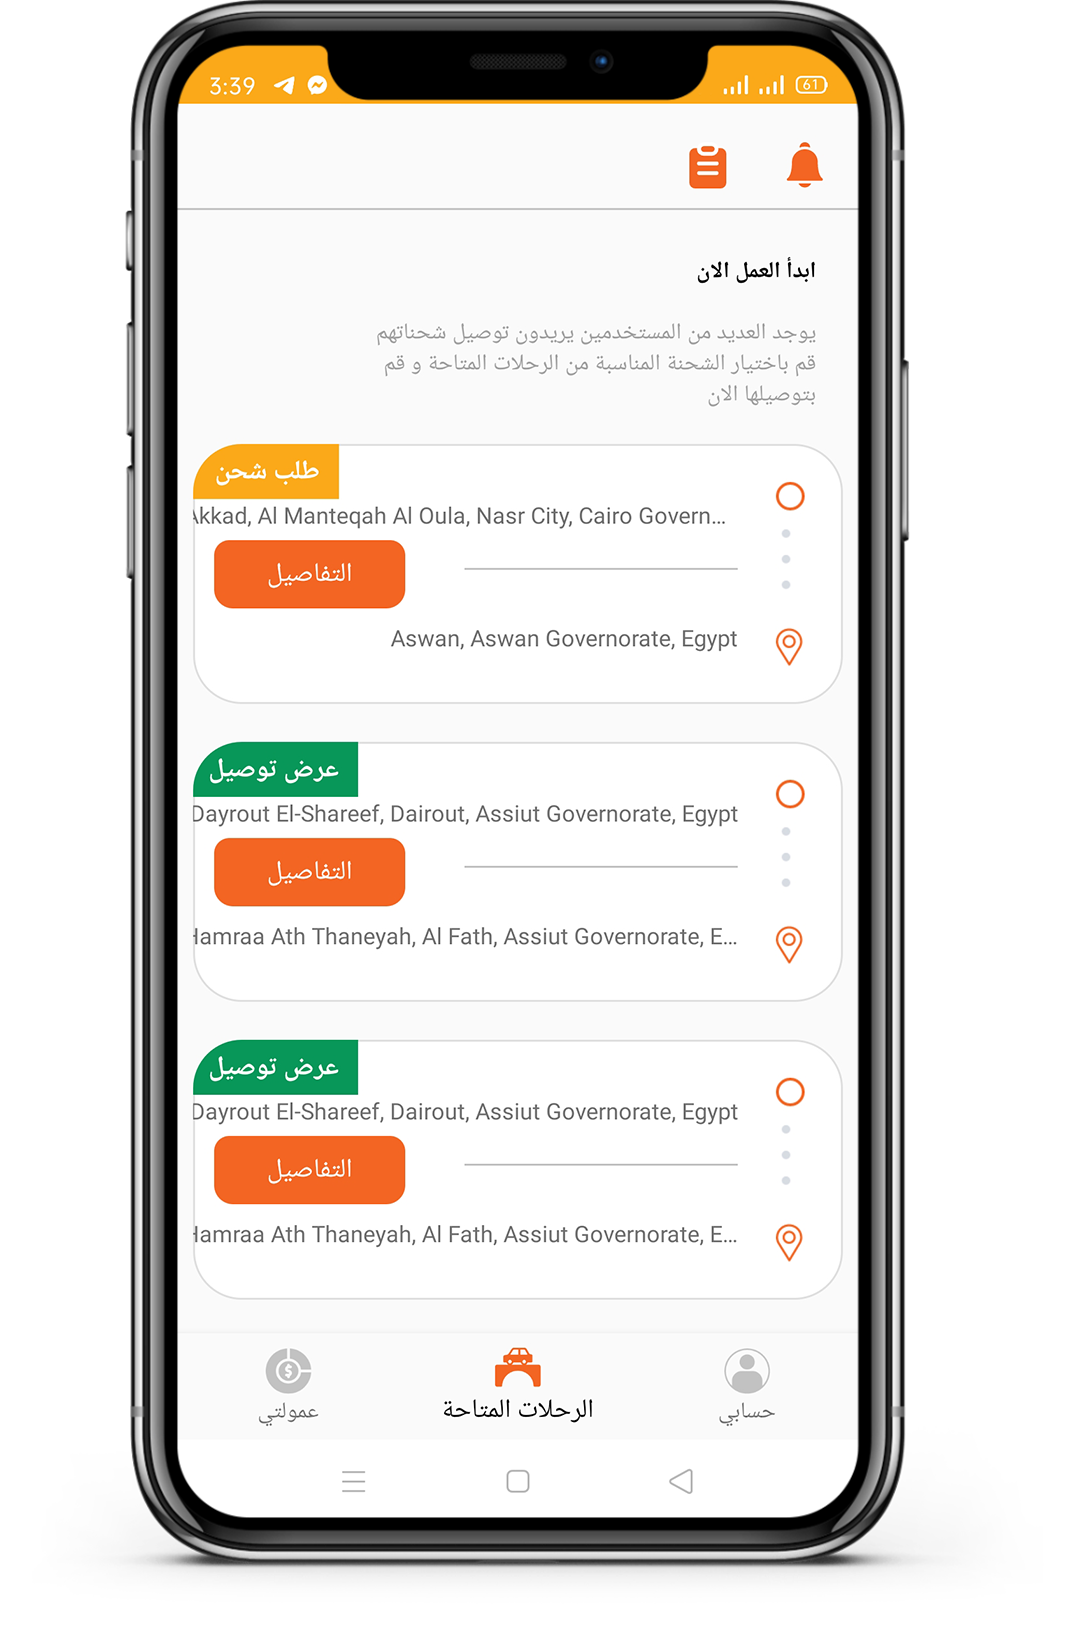 3:39
61
ابدأ العمل الان
يوجد العديد من المستخدمين يريدون توصيل شحناتهم
قم باختيار الشحنة المناسبة من الرحلات المتاحة و قم
بتوصيلها الان
طلب شحن
Akkad, Al Manteqah Al Oula, Nasr City, Cairo Govern...
التفاصيل
Aswan, Aswan Governorate, Egypt
عرض توصيل
Dayrout El-Shareef, Dairout, Assiut Governorate, Egypt
التفاصيل
Hamraa Ath Thaneyah, Al Fath, Assiut Governorate, E...
عرض توصيل
Dayrout El-Shareef, Dairout, Assiut Governorate, Egypt
التفاصيل
Hamraa Ath Thaneyah, Al Fath, Assiut Governorate, E...
حسابي
الرحلات المتاحة
عمولتي